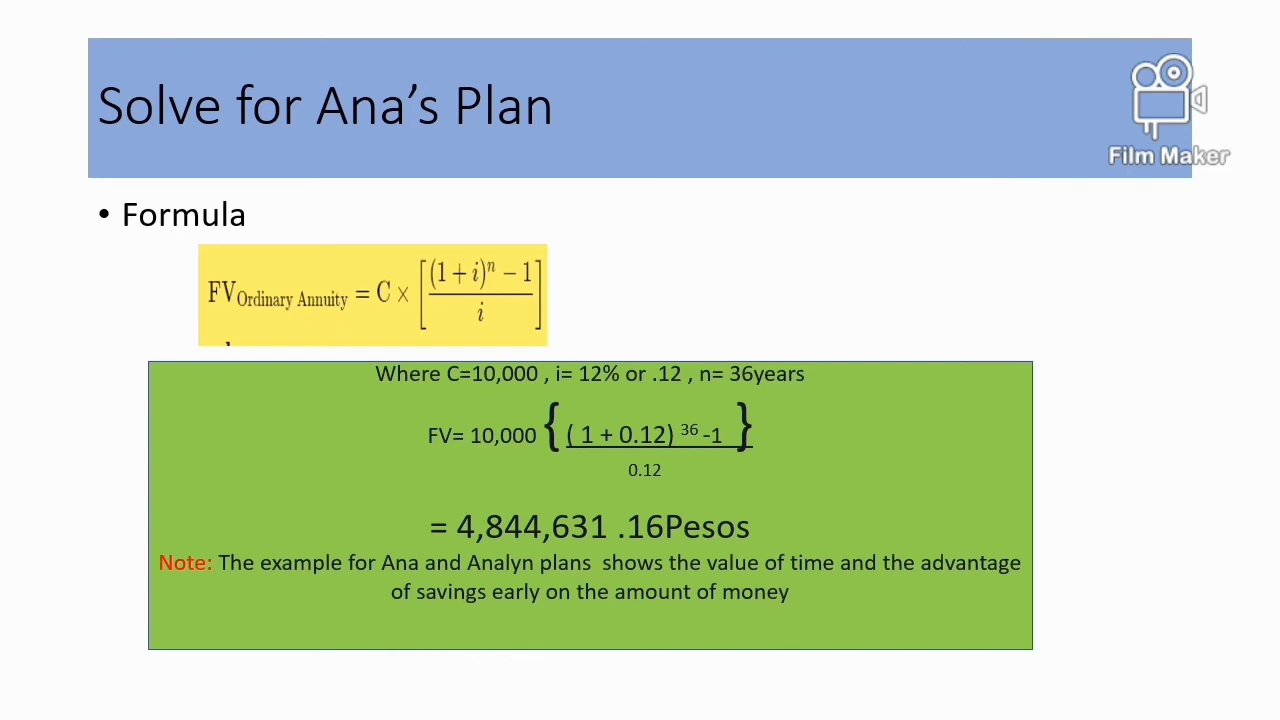 Solve for Ana's Plan
Film Maker
• Formula
FV Ordinary Annuity = C × [ (1 + i)^n − 1
i ]
Where C=10,000 , i= 12% or .12 , n= 36years
FV= 10,000 { ( 1 + 0.12) 36 -1 }
0.12
= 4,844,631 .16Pesos
Note: The example for Ana and Analyn plans shows the value of time and the advantage
of savings early on the amount of money